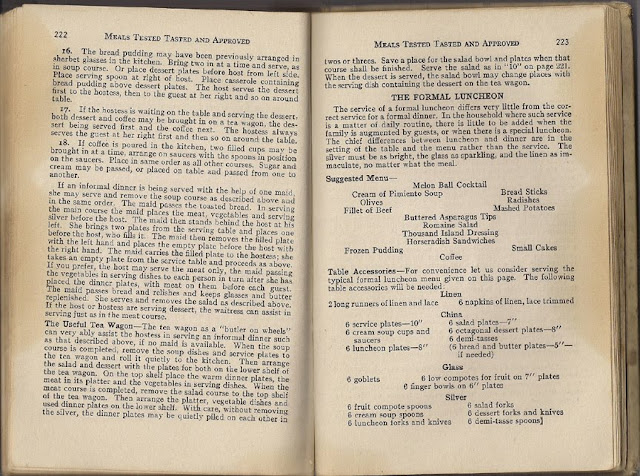 222 MEALS TESTED TASTED AND APPROVED
16. The bread pudding may have been previously arranged in
sherbet glasses in the kitchen. Bring two in at a time and serve, as
in soup course. Or place dessert plates before host from left side.
Place serving spoon at right of host. Place casserole containing
bread pudding above dessert plates. The host serves the dessert
first to the hostess, then to the guest at her right and so on around
table.
17. If the hostess is waiting on the table and serving the dessert,
both dessert and coffee may be brought in on a tea wagon, the des-
sert being served first and the coffee next. The hostess always
serves the guest at her right first and then so on around the table.
18. If coffee is poured in the kitchen, two filled cups may be
brought in at a time, arrange on saucers with the spoons in position
on the saucers. Place in same order as all other courses. Sugar and
cream may be passed, or placed on table and passed from one to
another.
If an informal dinner is being served with the help of one maid,
she may serve and remove the soup course as described above and
in the same order. The maid passes the toasted bread. In serving
the main course the maid places the meat, vegetables and serving
silver before the host. The maid then stands behind the host at his
left. She brings two plates from the serving table and places one
before the host, who fills it. The maid then removes the filled plate
with the left hand and places the empty plate before the host with
the right hand. The maid carries the filled plate to the hostess; she
takes an empty plate from the service table and proceeds as above.
If you prefer, the host may serve the meat only, the maid passing
the vegetables in serving dishes to each person in turn after she has
placed the dinner plates, with meat on them before each guest.
The maid passes bread and relishes and keeps glasses and butter
replenished. She serves and removes the salad as described above.
If the host or hostess are serving dessert, the waitress can assist in
serving just as in the meat course.
The Useful Tea Wagon—The tea wagon as a "butler on wheels"
can very ably assist the hostess in serving an informal dinner such
as that described above, if no maid is available. When the soup
course is completed, remove the soup dishes and service plates to
the tea wagon and roll it quietly to the kitchen. Then arrange
the salad and dessert with the plates for both on the lower shelf of
the tea wagon. On the top shelf place the warm dinner plates, the
meat in its platter and the vegetables in serving dishes. When the
meat course is completed, remove the salad course to the top shelf
of the tea wagon. Then arrange the platter, vegetable dishes and
used dinner plates on the lower shelf. With care, without removing
the silver, the dinner plates may be quietly piled on each other in
MEALS TESTED TASTED AND APPROVED 223
twos or threes. Save a place for the salad bowl and plates when that
course shall be finished. Serve the salad as in "10" on page 221.
When the dessert is served, the salad bowl may change places with
the serving dish containing the dessert on the tea wagon.
THE FORMAL LUNCHEON
The service of a formal luncheon differs very little from the cor-
rect service for a formal dinner. In the household where such service
is a matter of daily routine, there is little to be added when the
family is augmented by guests, or when there is a special luncheon.
The chief differences between luncheon and dinner are in the
setting of the table and the menu rather than the service. The
silver must be as bright, the glass as sparkling, and the linen as im-
maculate, no matter what the meal.
Suggested Menu—
Melon Ball Cocktail
Cream of Pimiento Soup Bread Sticks
Olives Radishes
Fillet of Beef Mashed Potatoes
Buttered Asparagus Tips
Romaine Salad
Thousand Island Dressing
Horseradish Sandwiches
Frozen Pudding Small Cakes
Coffee
Table Accessories—For convenience let us consider serving the
typical formal luncheon menu given on this page. The following
table accessories will be needed:
Linen
2 long runners of linen and lace 6 napkins of linen, lace trimmed
China
6 service plates—10" 6 salad plates—7"
6 cream soup cups and 6 octagonal dessert plates—8"
saucers 6 demi-tasses
6 luncheon plates—8" (6 bread and butter plates—5"—
if needed)
Glass
6 goblets 6 low compotes for fruit on 7" plates
6 finger bowls on 6" plates
Silver
6 fruit compote spoons 6 salad forks
6 cream soup spoons 6 dessert forks and knives
6 luncheon forks and knives 6 demi-tasse spoons]